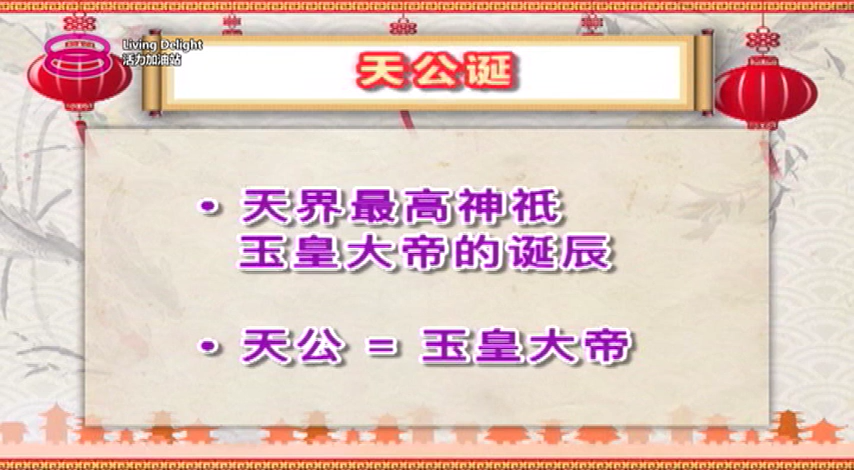 Living Delight
活力加油站
天公诞
• 天界最高神祇
玉皇大帝的诞辰
• 天公 = 玉皇大帝